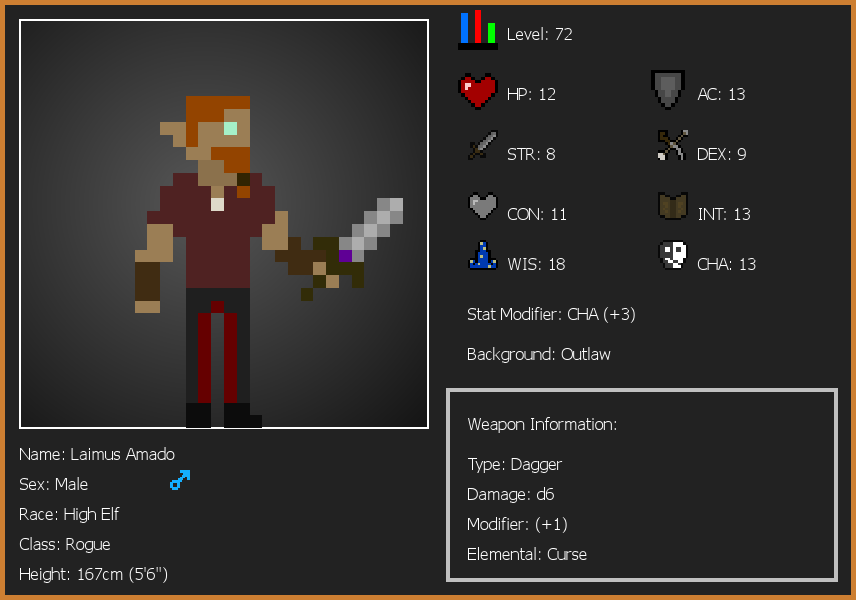 Level: 72
HP: 12
AC: 13
STR: 8
DEX: 9
CON: 11
INT: 13
WIS: 18
CHA: 13
Stat Modifier: CHA (+3)
Background: Outlaw
Weapon Information:
Type: Dagger
Damage: d6
Modifier: (+1)
Elemental: Curse
Name: Laimus Amado
Sex: Male
Race: High Elf
Class: Rogue
Height: 167cm (5'6")